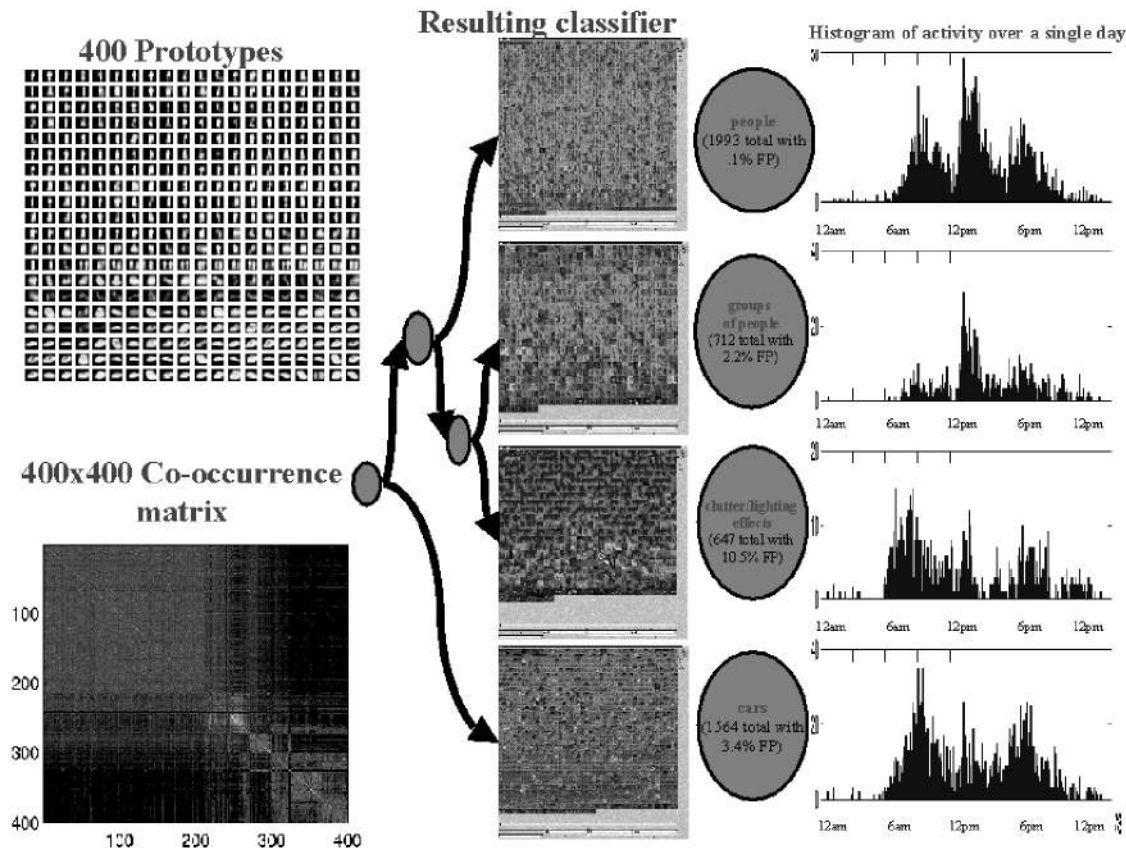 Resulting classifier
400 Prototypes
Histogram of activity over a single day
people
(1993 total with
.1% FP)
12am 6am 12pm 6pm 12pm
groups
of people
(712 total with
2.2% FP)
12am 6am 12pm 6pm 12pm
400x400 Co-occurrence
matrix
clutter/lighting
effects
(647 total with
10.5% FP)
20
10
0
12am 6am 12pm 6pm 12pm
100
200
300
400
100 200 300 400
cars
(1564 total with
3.4% FP)
12am 6am 12pm 6pm 12pm